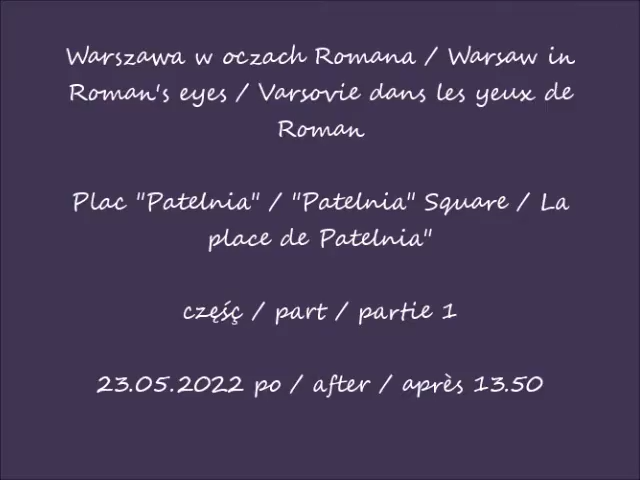 Warszawa w oczach Romana / Warsaw in
Roman's eyes / Varsovie dans les yeux de
Roman
Plac "Patelnia" / "Patelnia" Square / La
place de Patelnia"
częśç / part / partie 1
23.05.2022 po / after / après 13.50